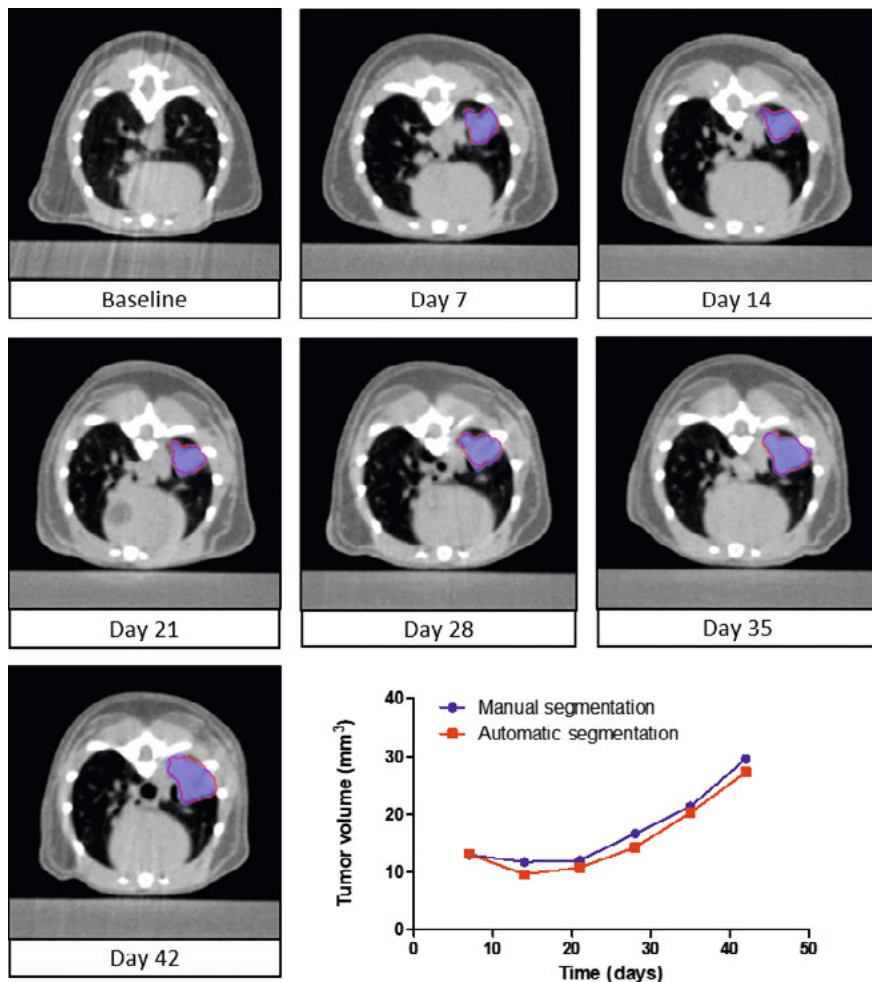 Baseline
Day 7
Day 14
Day 21
Day 28
Day 35
Day 42
Manual segmentation
Automatic segmentation
Tumor volume (mm³)
40
30
20
10
0
0 10 20 30 40 50
Time (days)